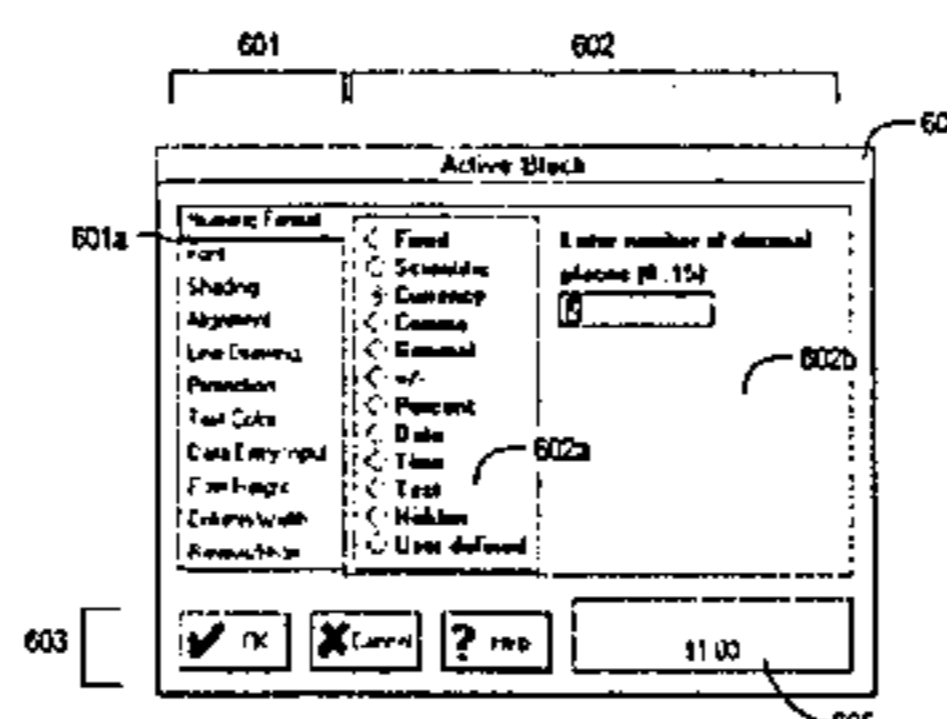 601 602
60
Active Block
Numeric Format
601a
Font
Shading
Alignment
Line Drawing
Protection
Text Color
Data Entry Input
Row Height
Column Width
Fixed
Scientific
Currency
Comma
General
+/-
Percent
Date
Time
Text
Hidden
User defined
602a
Enter number of decimal
places (0..15)
602b
603
OK Cancel Help
$1.00